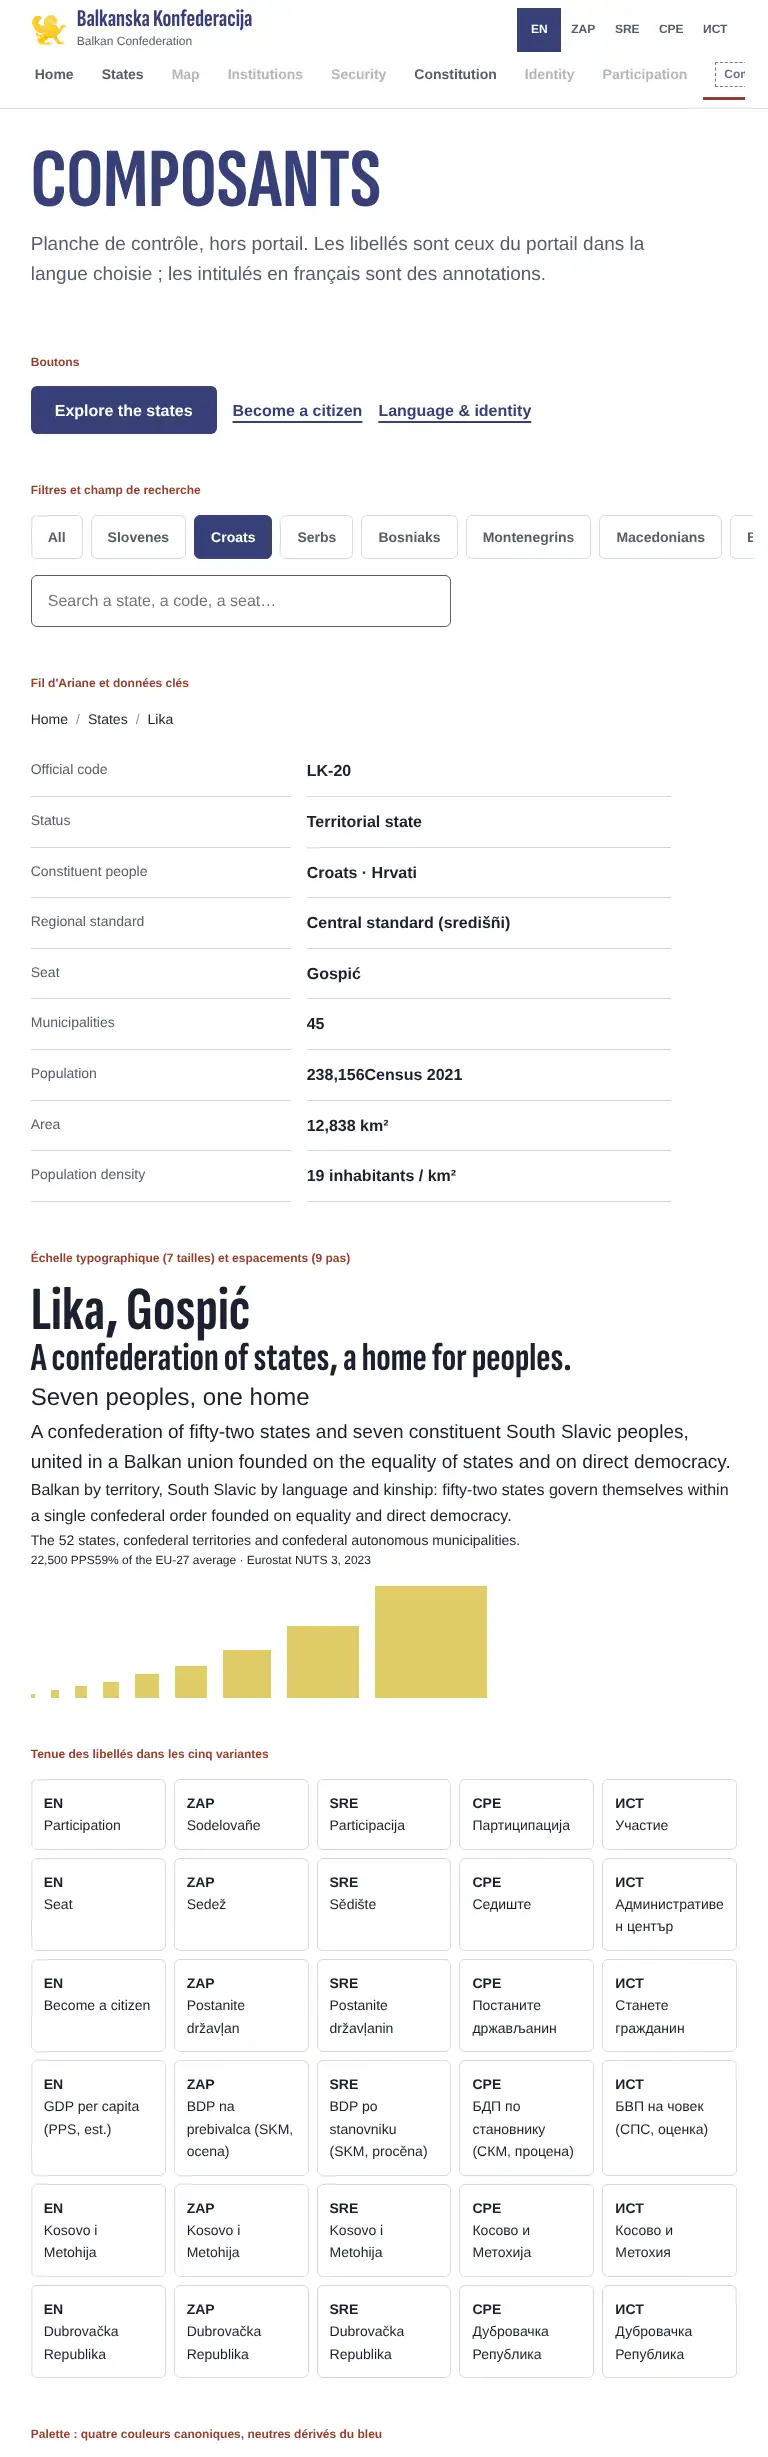 Balkanska Konfederacija
Balkan Confederation
EN ZAP SRE СРЕ ИСТ
Home States Map Institutions Security Constitution Identity Participation
COMPOSANTS
Planche de contrôle, hors portail. Les libellés sont ceux du portail dans la
langue choisie ; les intitulés en français sont des annotations.
Boutons
Explore the states Become a citizen Language & identity
Filtres et champ de recherche
All Slovenes Croats Serbs Bosniaks Montenegrins Macedonians
Search a state, a code, a seat…
Fil d'Ariane et données clés
Home / States / Lika
Official code LK-20
Status Territorial state
Constituent people Croats · Hrvati
Regional standard Central standard (središñi)
Seat Gospić
Municipalities 45
Population 238,156Census 2021
Area 12,838 km²
Population density 19 inhabitants / km²
Échelle typographique (7 tailles) et espacements (9 pas)
Lika, Gospić
A confederation of states, a home for peoples.
Seven peoples, one home
A confederation of fifty-two states and seven constituent South Slavic peoples,
united in a Balkan union founded on the equality of states and on direct democracy.
Balkan by territory, South Slavic by language and kinship: fifty-two states govern themselves within
a single confederal order founded on equality and direct democracy.
The 52 states, confederal territories and confederal autonomous municipalities.
22,500 PPS59% of the EU-27 average · Eurostat NUTS 3, 2023
Tenue des libellés dans les cinq variantes
EN ZAP SRE СРЕ ИСТ
Participation Sodelovañe Participacija Партиципација Участие
EN ZAP SRE СРЕ ИСТ
Seat Sedež Sědište Седиште Административе
н център
EN ZAP SRE СРЕ ИСТ
Become a citizen Postanite Postanite Постаните Станете
državļan državļanin држављанин гражданин
EN ZAP SRE СРЕ ИСТ
GDP per capita BDP na BDP po БДП по БВП на човек
(PPS, est.) prebivalca (SKM, stanovniku становнику (СПС, оценка)
ocena) (SKM, procěna) (СКМ, процена)
EN ZAP SRE СРЕ ИСТ
Kosovo i Kosovo i Kosovo i Косово и Косово и
Metohija Metohija Metohija Метохија Метохия
EN ZAP SRE СРЕ ИСТ
Dubrovačka Dubrovačka Dubrovačka Дубровачка Дубровачка
Republika Republika Republika Република Република
Palette : quatre couleurs canoniques, neutres dérivés du bleu